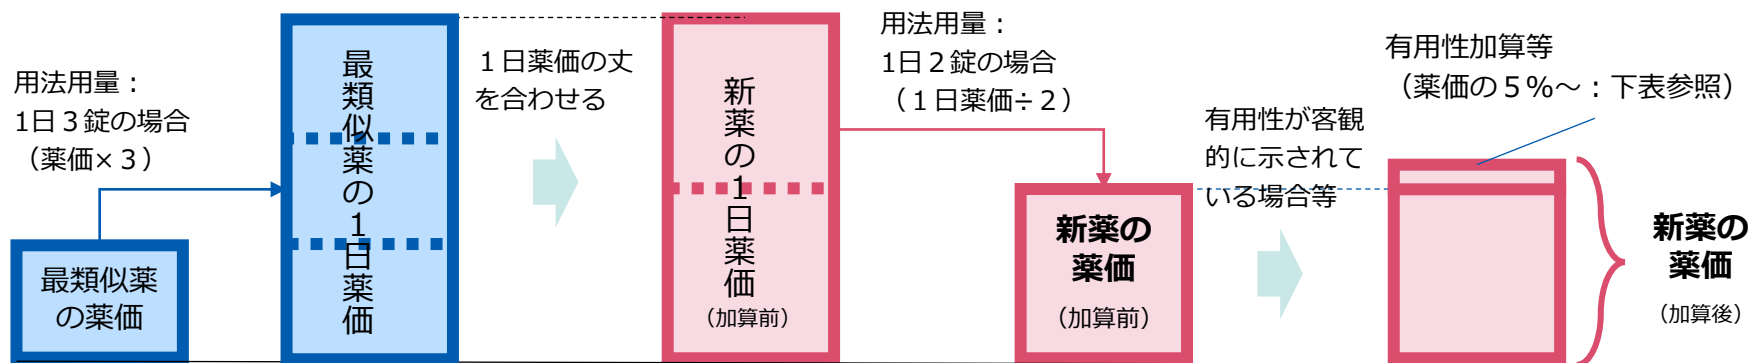 用法用量：
1日３錠の場合
（薬価×３）
最類似薬
の薬価
最類似薬の１日薬価
１日薬価の丈
を合わせる
新薬の１日薬価
（加算前）
用法用量：
1日２錠の場合
（１日薬価÷２）
新薬の
薬価
（加算前）
有用性が客観
的に示されて
いる場合等
有用性加算等
（薬価の５％～：下表参照）
新薬の
薬価
（加算後）